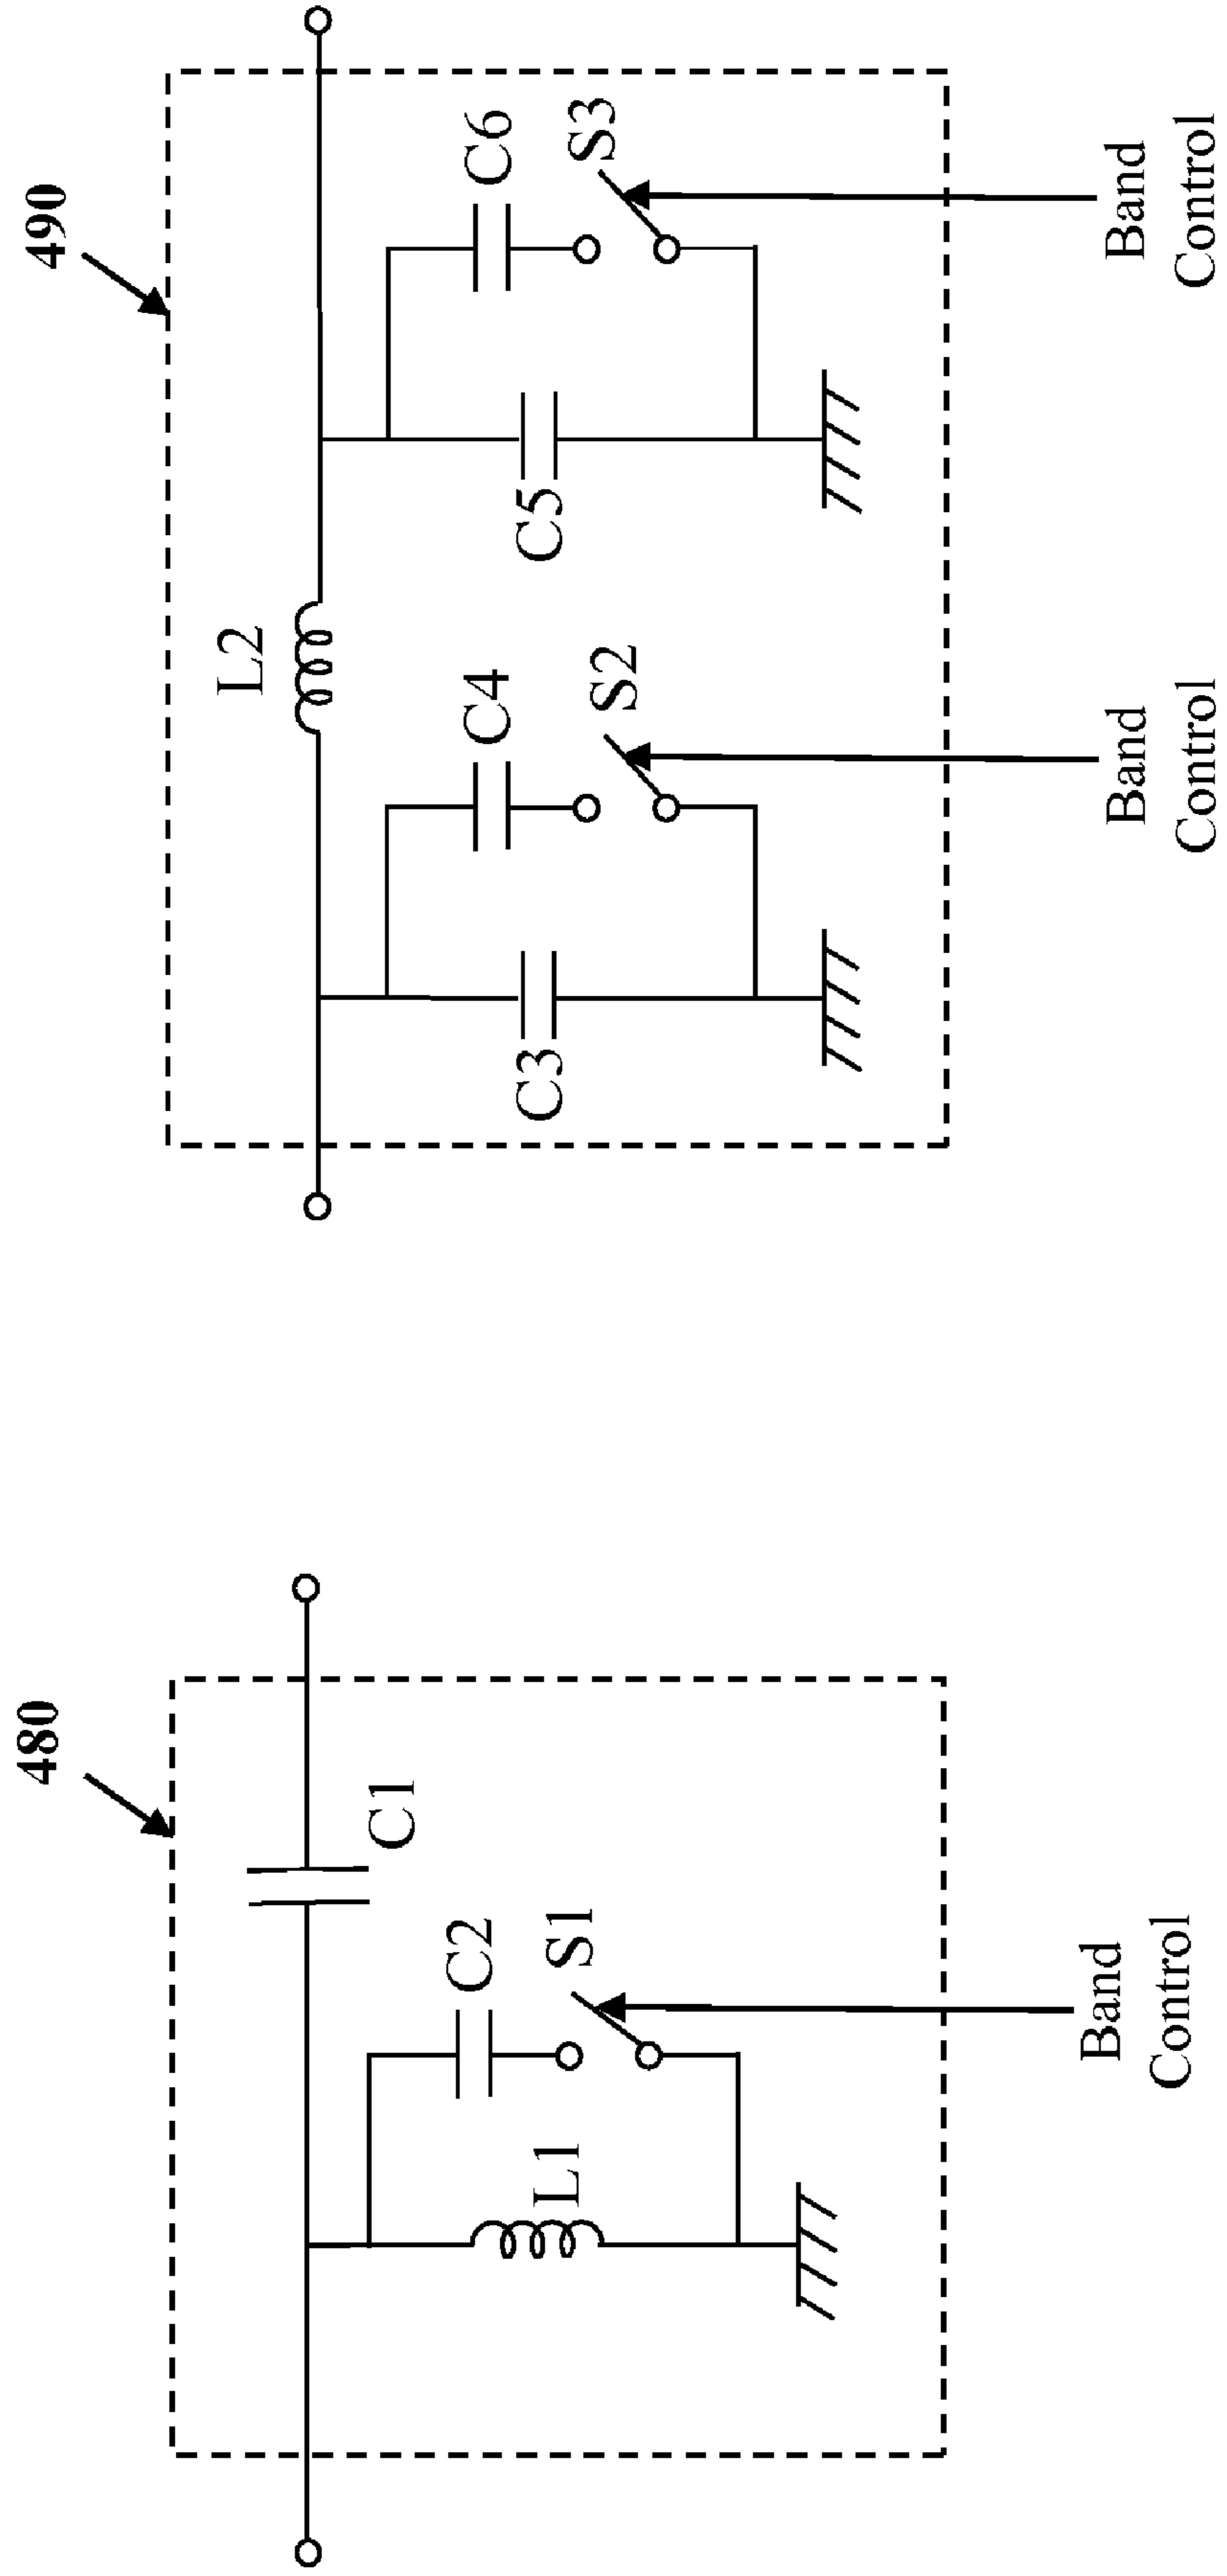 480
C1
C2
S1
L1
Band
Control
490
L2
C4
C6
S2
S3
C3
C5
Band
Control
Band
Control